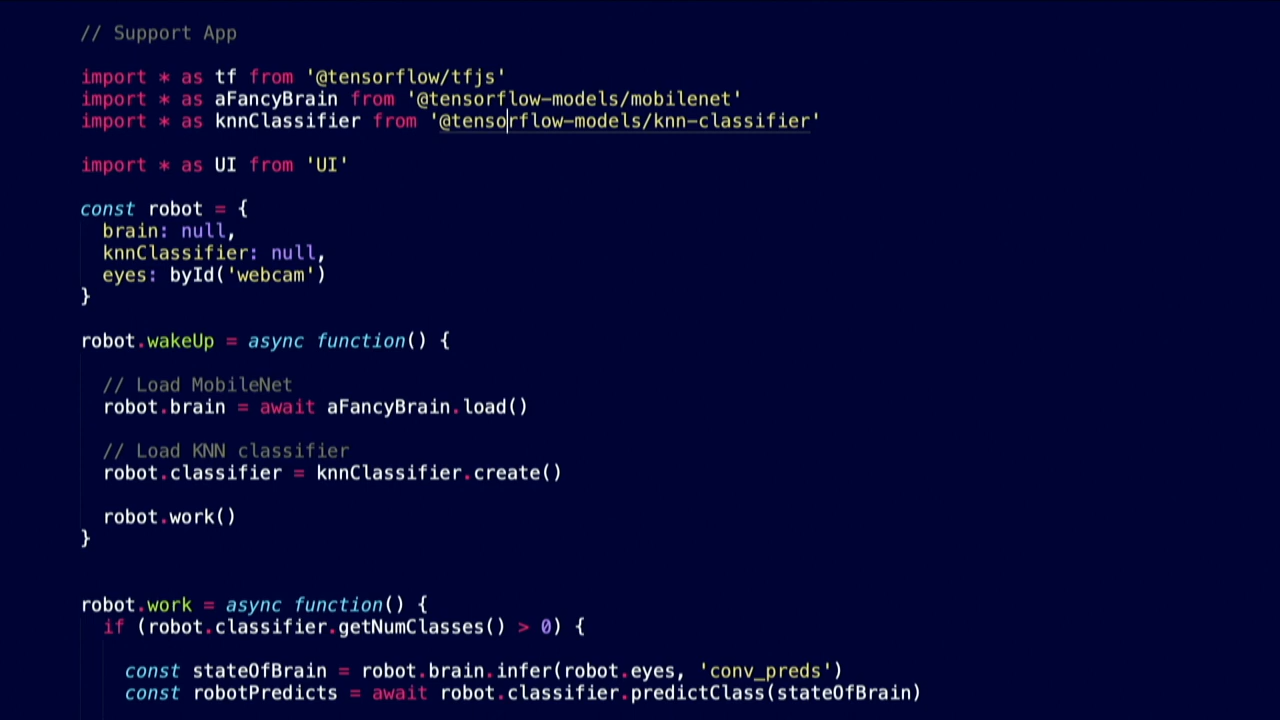 // Support App
import * as tf from '@tensorflow/tfjs'
import * as aFancyBrain from '@tensorflow-models/mobilenet'
import * as knnClassifier from '@tensorflow-models/knn-classifier'
import * as UI from 'UI'
const robot = {
  brain: null,
  knnClassifier: null,
  eyes: byId('webcam')
}
robot.wakeUp = async function() {
  // Load MobileNet
  robot.brain = await aFancyBrain.load()
  // Load KNN classifier
  robot.classifier = knnClassifier.create()
  robot.work()
}
robot.work = async function() {
  if (robot.classifier.getNumClasses() > 0) {
    const stateOfBrain = robot.brain.infer(robot.eyes, 'conv_preds')
    const robotPredicts = await robot.classifier.predictClass(stateOfBrain)